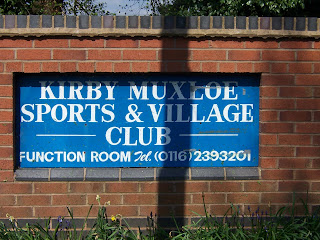 KIRBY MUXLOE
SPORTS & VILLAGE
CLUB
FUNCTION ROOM Tel. (0116) 2393201